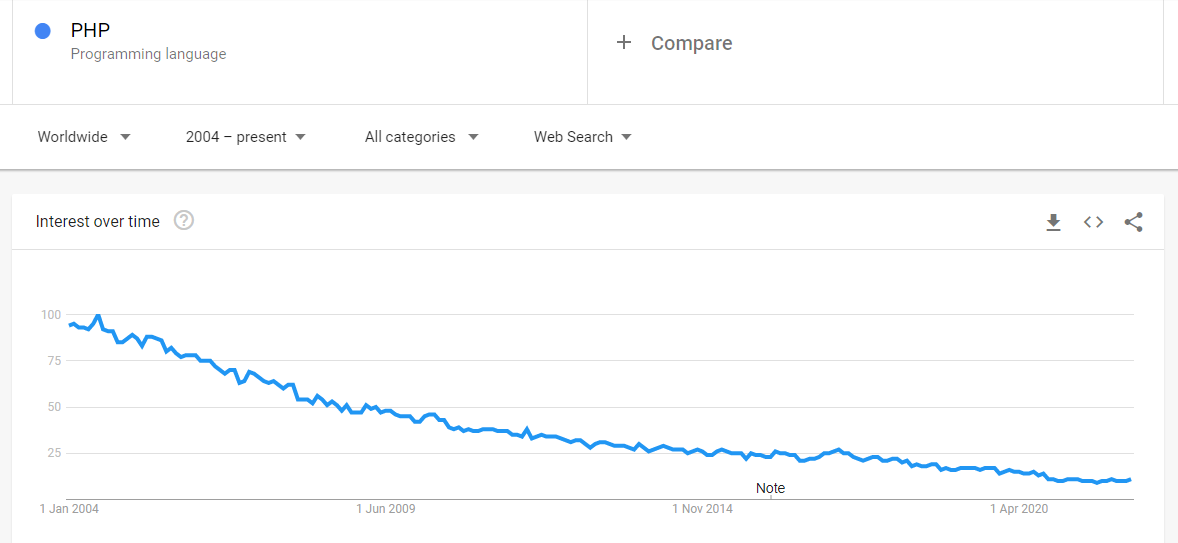 PHP
Programming language
+ Compare
Worldwide
2004 – present
All categories
Web Search
Interest over time ?
100
75
50
25
Note
1 Jan 2004
1 Jun 2009
1 Nov 2014
1 Apr 2020